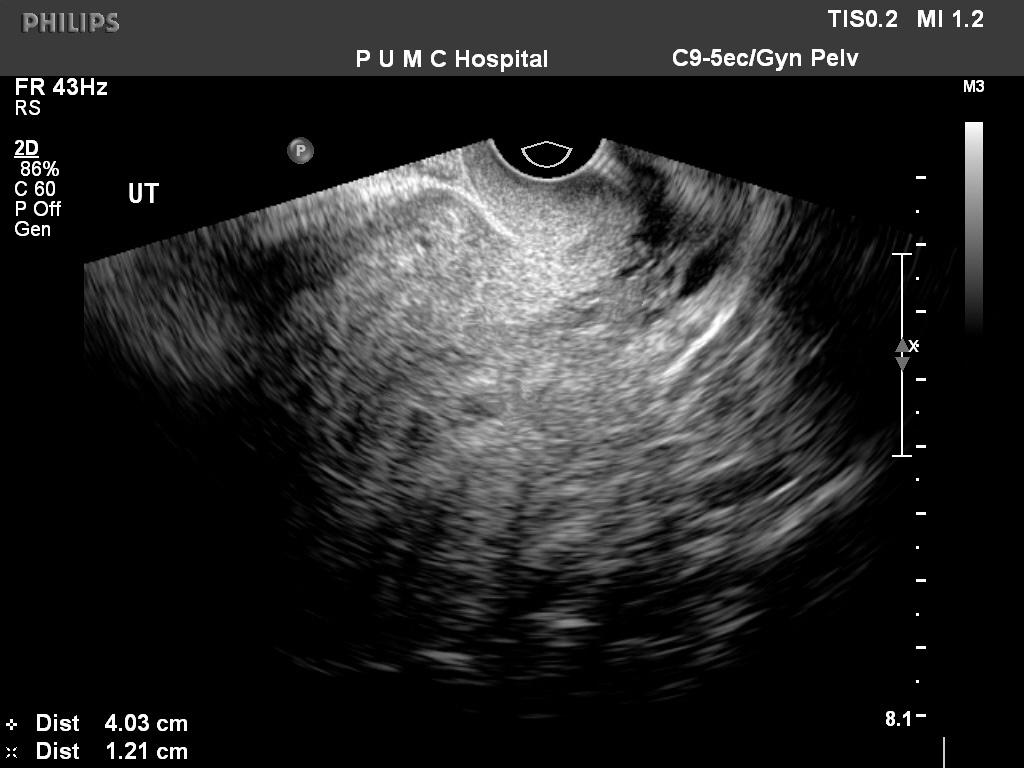 PHILIPS
TIS0.2 MI 1.2
P U M C Hospital
C9-5ec/Gyn Pelv
FR 43Hz
RS
M3
2D
86%
C 60
P Off
Gen
P
UT
X
8.1
Dist 4.03 cm
Dist 1.21 cm